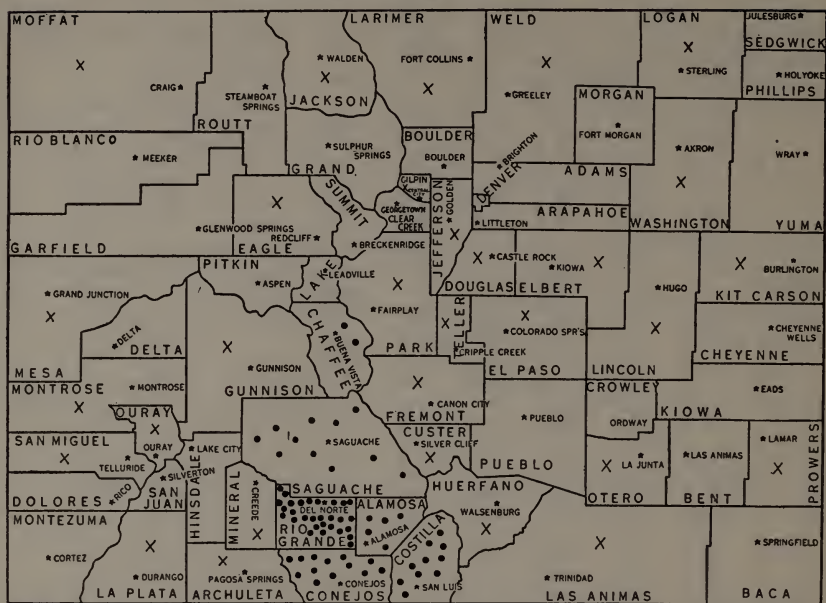 MOFFAT
LARIMER
WELD
LOGAN
JULESBURG
SEDGWICK
WALDEN
FORT COLLINS
STERLING
HOLYOKE
PHILLIPS
CRAIG
STEAMBOAT
SPRINGS
JACKSON
GREELEY
MORGAN
ROUTT
FORT MORGAN
RIO BLANCO
BOULDER
MEEKER
SULPHUR
SPRINGS
BOULDER
BRIGHTON
AKRON
WRAY
GRAND
GILPIN
CENTRAL
CITY
ADAMS
DENVER
SUMMIT
GEORGETOWN
CLEAR
CREEK
JEFFERSON
GOLDEN
ARAPAHOE
LITTLETON
WASHINGTON
YUMA
GLENWOOD SPRINGS
REDCLIFF
GARFIELD
EAGLE
BRECKENRIDGE
PITKIN
CASTLE ROCK
KIOWA
BURLINGTON
LAKE
LEADVILLE
ASPEN
GRAND JUNCTION
DOUGLAS
ELBERT
HUGO
KIT CARSON
FAIRPLAY
CHAFFEE
BUENA VISTA
TELLER
COLORADO SPR'S
DELTA
DELTA
CHEYENNE
WELLS
PARK
CRIPPLE CREEK
MESA
GUNNISON
EL PASO
LINCOLN
CHEYENNE
MONTROSE
MONTROSE
GUNNISON
CROWLEY
EADS
CANON CITY
OURAY
FREMONT
PUEBLO
KIOWA
ORDWAY
CUSTER
SILVER CLIFF
SAN MIGUEL
OURAY
LAKE CITY
SAGUACHE
LAMAR
PROWERS
TELLURIDE
LA JUNTA
LAS ANIMAS
SILVERTON
PUEBLO
DOLORES
RICO
SAN
JUAN
HINSDALE
MINERAL
CREEDE
SAGUACHE
HUERFANO
OTERO
BENT
MONTEZUMA
DEL NORTE
RIO
GRANDE
ALAMOSA
ALAMOSA
COSTILLA
WALSENBURG
CORTEZ
SPRINGFIELD
DURANGO
PAGOSA SPRINGS
CONEJOS
SAN LUIS
TRINIDAD
LA PLATA
ARCHULETA
CONEJOS
LAS ANIMAS
BACA